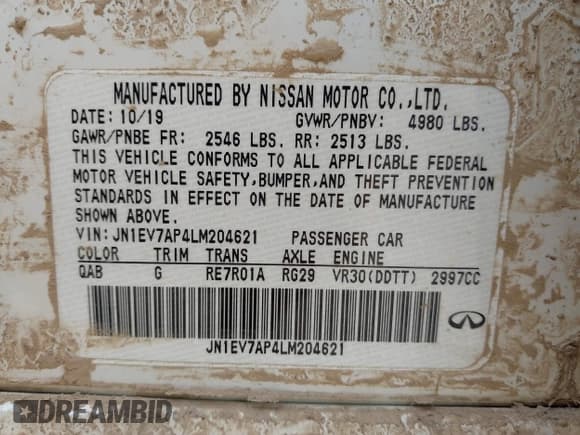 MANUFACTURED BY NISSAN MOTOR CO.,LTD.
DATE: 10/19 GVWR/PNBV: 4980 LBS.
GAWR/PNBE FR: 2546 LBS. RR: 2513 LBS.
THIS VEHICLE CONFORMS TO ALL APPLICABLE FEDERAL
MOTOR VEHICLE SAFETY,BUMPER,AND THEFT PREVENTION
STANDARDS IN EFFECT ON THE DATE OF MANUFACTURE
SHOWN ABOVE.
VIN:JN1EV7AP4LM204621 PASSENGER CAR
COLOR TRIM TRANS AXLE ENGINE
QAB G RE7R01A RG29 VR30(DDTT) 2997CC
JN1EV7AP4LM204621
DREAMBID